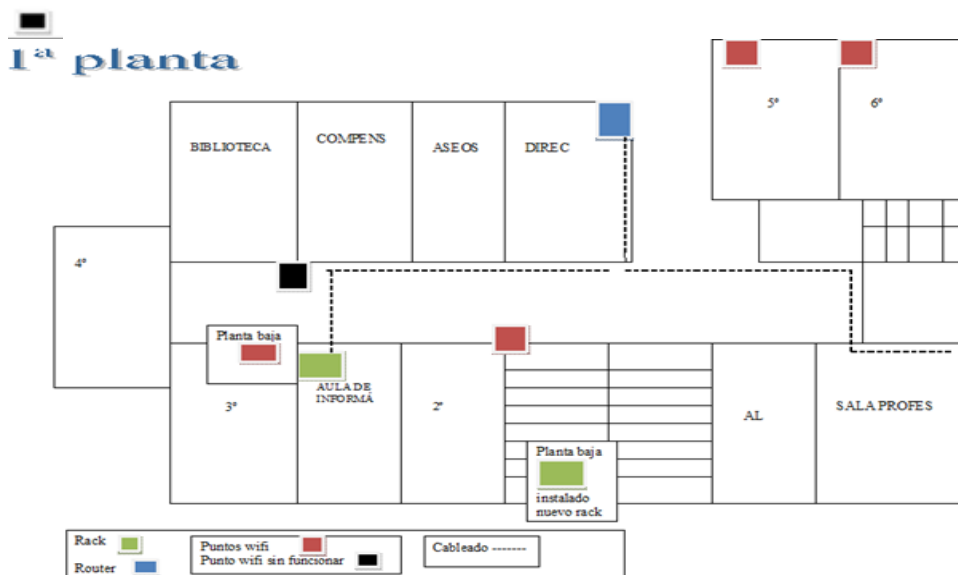 1ª planta
5º
6º
BIBLIOTECA
COMPENS
ASEOS
DIREC
4º
Planta baja
3º
AULA DE
INFORMÁ
2º
AL
SALA PROFES
Planta baja
instalado
nuevo rack
Rack
Router
Puntos wifi
Punto wifi sin funcionar
Cableado -------